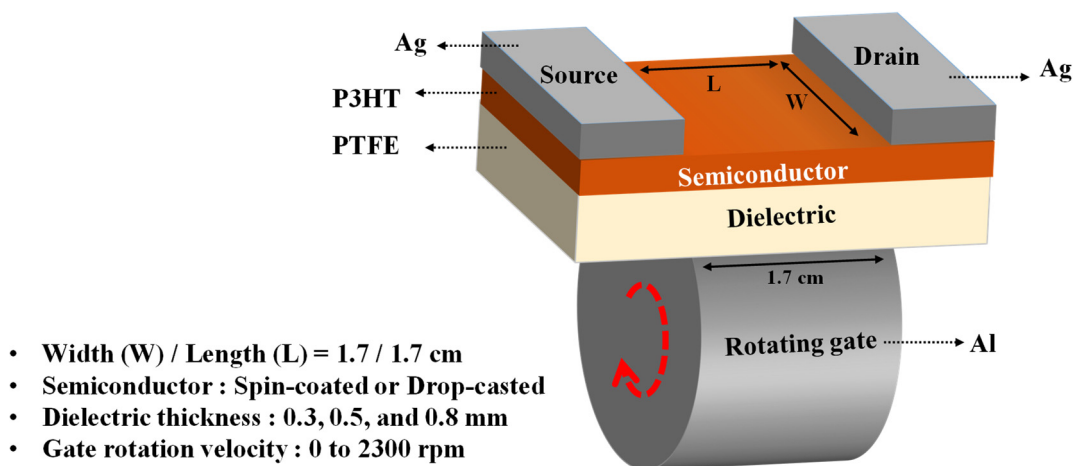 Ag
Source
Drain
Ag
L
W
P3HT
PTFE
Semiconductor
Dielectric
1.7 cm
Rotating gate
Al
• Width (W) / Length (L) = 1.7 / 1.7 cm
• Semiconductor : Spin-coated or Drop-casted
• Dielectric thickness : 0.3, 0.5, and 0.8 mm
• Gate rotation velocity : 0 to 2300 rpm